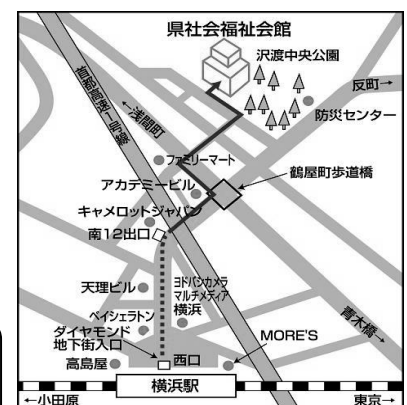 県社会福祉会館
沢渡中央公園
反町→
首都高速1号線
←浅間町
防災センター
ファミリーマート
鶴屋町歩道橋
アカデミービル
キャメロットジャパン
南12出口
天理ビル
ヨドバシカメラ
マルチメディア
横浜
青木橋→
ベイシェラトン
ダイヤモンド
地下街入口
MORE'S
高島屋
西口
横浜駅
←小田原
東京→